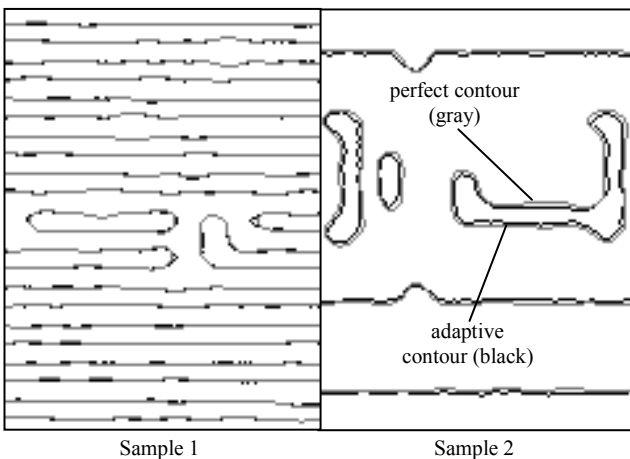 perfect contour
(gray)
adaptive
contour (black)
Sample 1
Sample 2